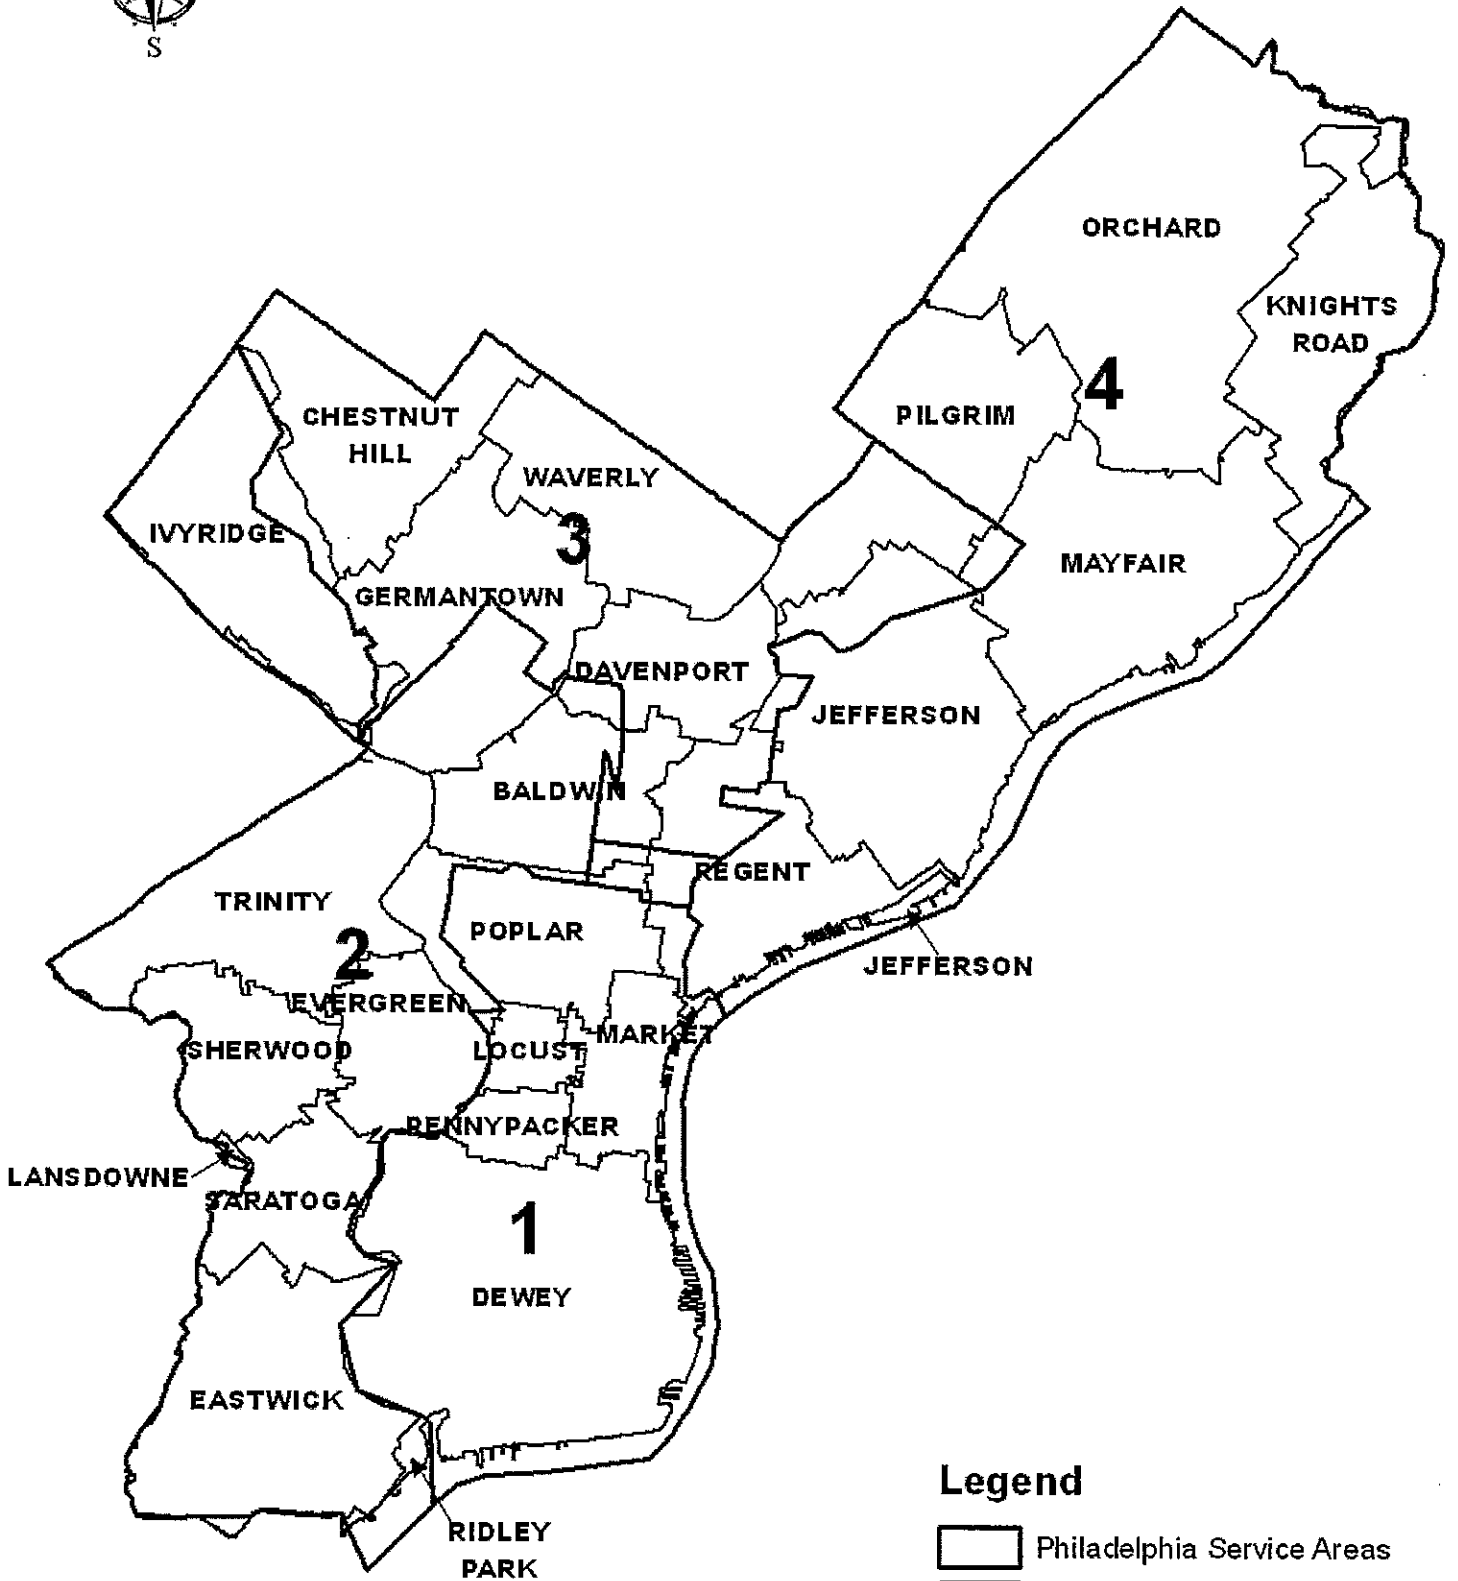 S
ORCHARD
KNIGHTS
ROAD
4
CHESTNUT
HILL
PILGRIM
WAVERLY
IVYRIDGE
3
MAYFAIR
GERMANTOWN
DAVENPORT
JEFFERSON
N
BALDWIN
REGENT
TRINITY
POPLAR
2
JEFFERSON
EVERGREEN
MARKET
SHERWOOD
LOCUST
PENNYPACKER
LANSDOWNE
SARATOGA
1
DEWEY
EASTWICK
Legend
RIDLEY
PARK
Philadelphia Service Areas